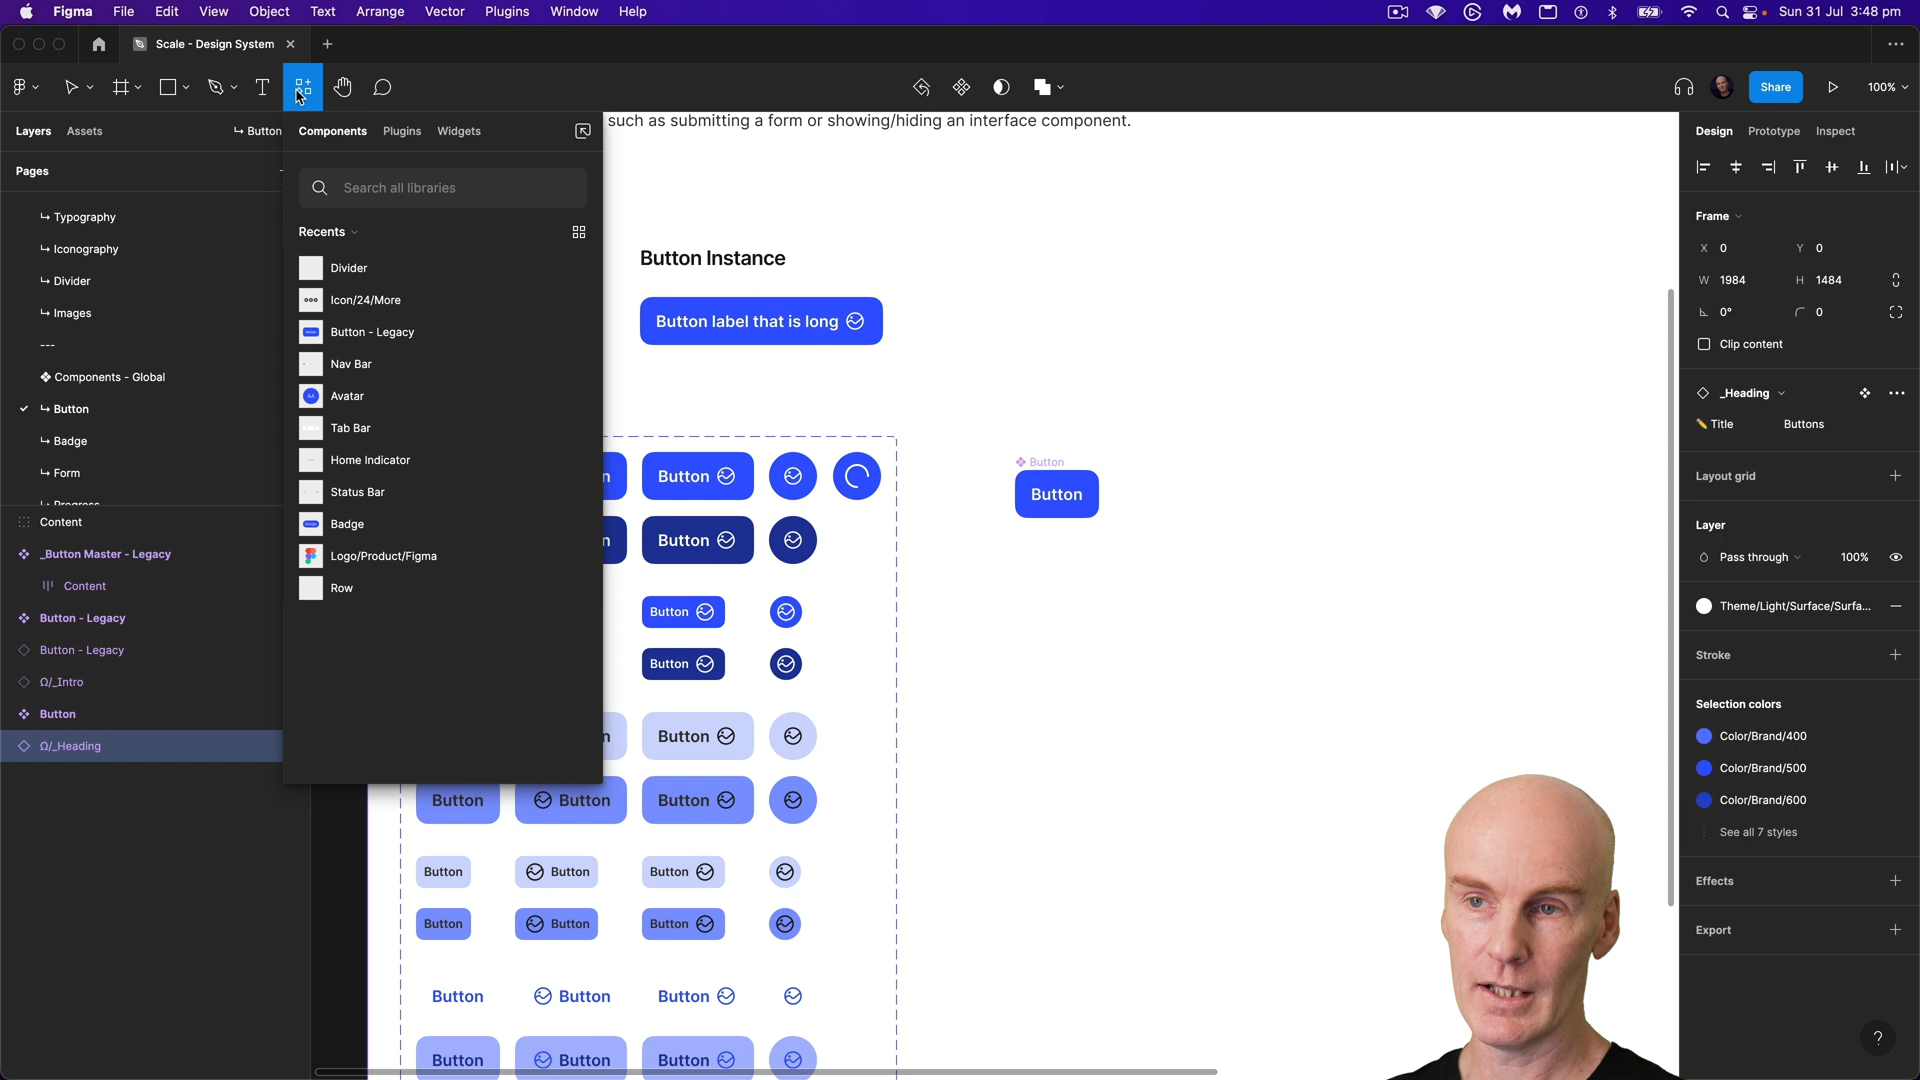 Figma File Edit View Object Text Arrange Vector Plugins Window Help Sun 31 Jul 3:48 pm
Scale - Design System
Share 100%
Layers Assets ↳ Button
Components Plugins Widgets
such as submitting a form or showing/hiding an interface component.
Design Prototype Inspect
Pages
Search all libraries
Recents
↳ Typography
↳ Iconography
↳ Divider
↳ Images
---
❖ Components - Global
↳ Button
↳ Badge
↳ Form
↳ Progress
Content
_Button Master - Legacy
Content
Button - Legacy
Button - Legacy
Ω/_Intro
Button
Ω/_Heading
Divider
Icon/24/More
Button - Legacy
Nav Bar
Avatar
Tab Bar
Home Indicator
Status Bar
Badge
Logo/Product/Figma
Row
Button Instance
Button label that is long
n Button
n Button
Button
Button
n Button
n Button
Button Button Button
Button Button Button
Button Button Button
Button Button Button
Button Button Button
Button
Button
Frame
X 0 Y 0
W 1984 H 1484
0° 0
Clip content
_Heading
✏️ Title Buttons
Layout grid
Layer
Pass through 100%
Theme/Light/Surface/Surfa...
Stroke
Selection colors
Color/Brand/400
Color/Brand/500
Color/Brand/600
See all 7 styles
Effects
Export
?